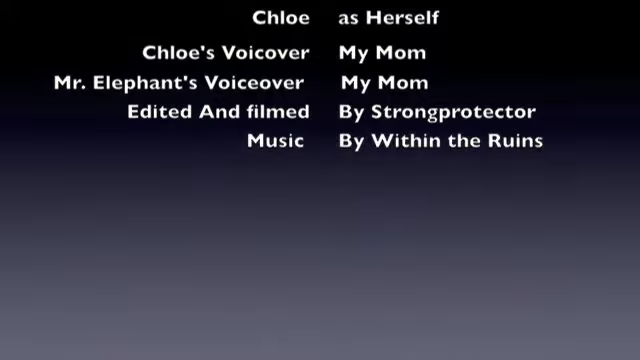 Chloe as Herself
Chloe's Voicover My Mom
Mr. Elephant's Voiceover My Mom
Edited And filmed By Strongprotector
Music By Within the Ruins